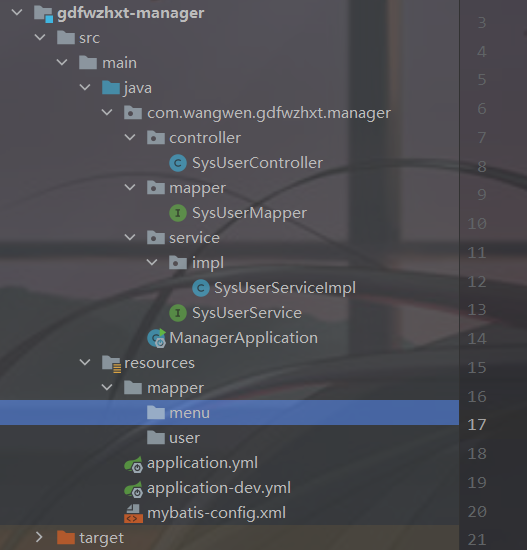 gdfwzhxt-manager
src
main
java
com.wangwen.gdfwzhxt.manager
controller
SysUserController
mapper
SysUserMapper
service
impl
SysUserServiceImpl
SysUserService
ManagerApplication
resources
mapper
menu
user
application.yml
application-dev.yml
mybatis-config.xml
target
3
4
5
6
7
8
9
10
11
12
13
14
15
16
17
18
19
20
21